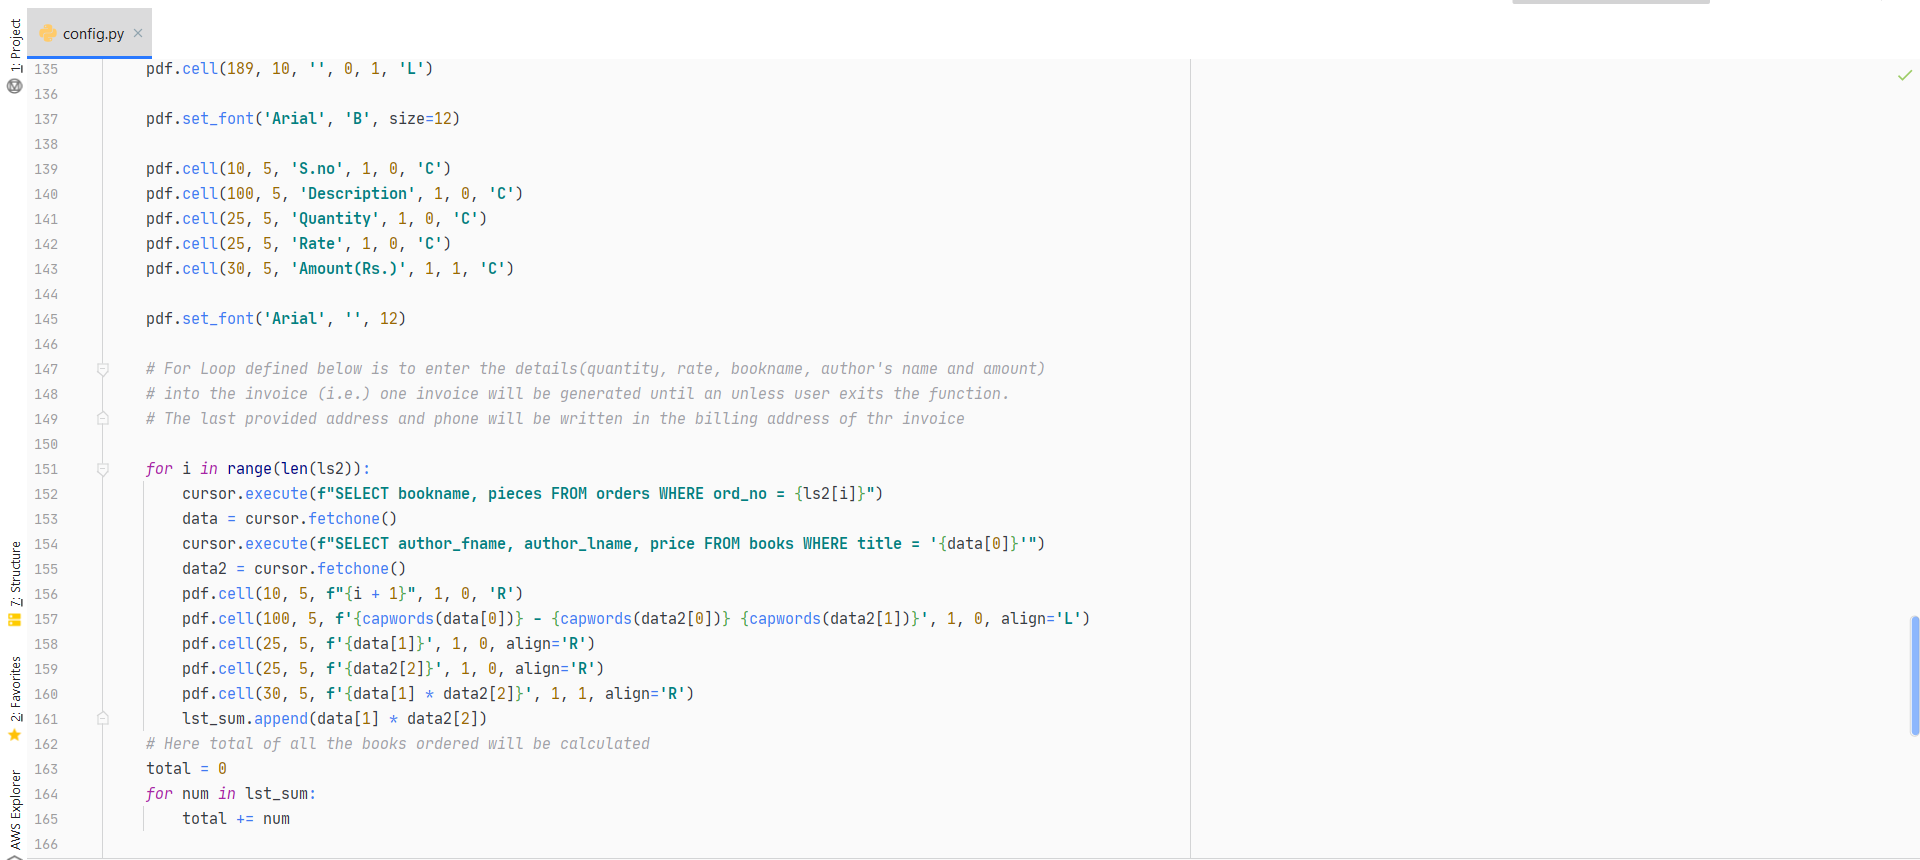 config.py
1: Project
7: Structure
2: Favorites
AWS Explorer
135 pdf.cell(189, 10, '', 0, 1, 'L')
136
137 pdf.set_font('Arial', 'B', size=12)
138
139 pdf.cell(10, 5, 'S.no', 1, 0, 'C')
140 pdf.cell(100, 5, 'Description', 1, 0, 'C')
141 pdf.cell(25, 5, 'Quantity', 1, 0, 'C')
142 pdf.cell(25, 5, 'Rate', 1, 0, 'C')
143 pdf.cell(30, 5, 'Amount(Rs.)', 1, 1, 'C')
144
145 pdf.set_font('Arial', '', 12)
146
147 # For Loop defined below is to enter the details(quantity, rate, bookname, author's name and amount)
148 # into the invoice (i.e.) one invoice will be generated until an unless user exits the function.
149 # The last provided address and phone will be written in the billing address of thr invoice
150
151 for i in range(len(ls2)):
152 cursor.execute(f"SELECT bookname, pieces FROM orders WHERE ord_no = {ls2[i]}")
153 data = cursor.fetchone()
154 cursor.execute(f"SELECT author_fname, author_lname, price FROM books WHERE title = '{data[0]}'")
155 data2 = cursor.fetchone()
156 pdf.cell(10, 5, f"{i + 1}", 1, 0, 'R')
157 pdf.cell(100, 5, f'{capwords(data[0])} - {capwords(data2[0])} {capwords(data2[1])}', 1, 0, align='L')
158 pdf.cell(25, 5, f'{data[1]}', 1, 0, align='R')
159 pdf.cell(25, 5, f'{data2[2]}', 1, 0, align='R')
160 pdf.cell(30, 5, f'{data[1] * data2[2]}', 1, 1, align='R')
161 lst_sum.append(data[1] * data2[2])
162 # Here total of all the books ordered will be calculated
163 total = 0
164 for num in lst_sum:
165 total += num
166